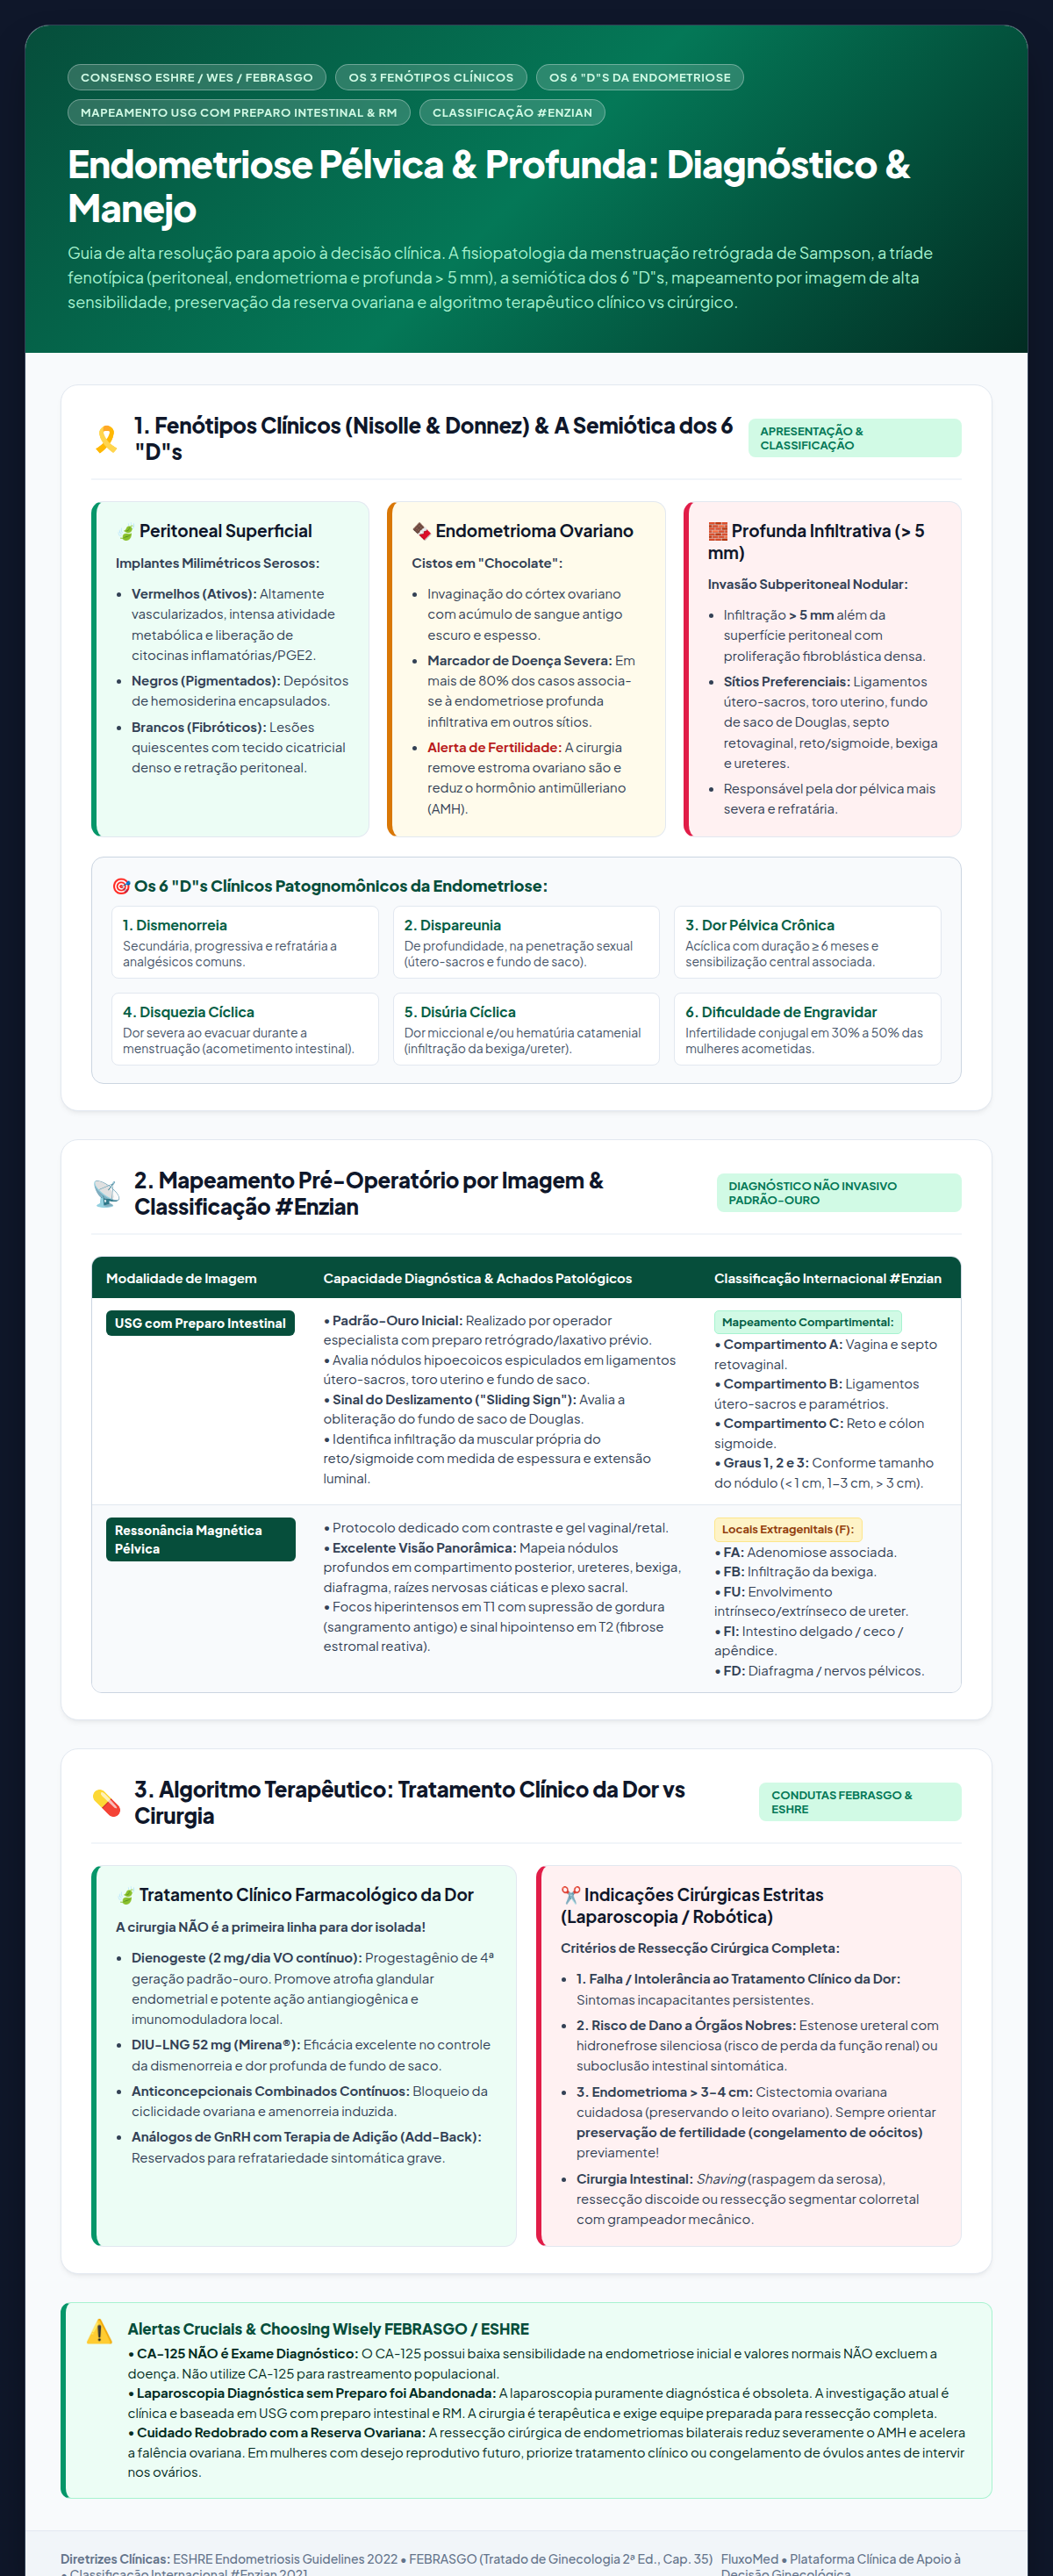 CONSENSO ESHRE / WES / FEBRASGO
OS 3 FENÓTIPOS CLÍNICOS
OS 6 "D"S DA ENDOMETRIOSE
MAPEAMENTO USG COM PREPARO INTESTINAL & RM
CLASSIFICAÇÃO #ENZIAN
Endometriose Pélvica & Profunda: Diagnóstico &
Manejo
Guia de alta resolução para apoio à decisão clínica. A fisiopatologia da menstruação retrógrada de Sampson, a tríade
fenotípica (peritoneal, endometrioma e profunda > 5 mm), a semiótica dos 6 "D"s, mapeamento por imagem de alta
sensibilidade, preservação da reserva ovariana e algoritmo terapêutico clínico vs cirúrgico.
1. Fenótipos Clínicos (Nisolle & Donnez) & A Semiótica dos 6
"D"s
APRESENTAÇÃO &
CLASSIFICAÇÃO
Peritoneal Superficial
Implantes Milimétricos Serosos:
• Vermelhos (Ativos): Altamente
vascularizados, intensa atividade
metabólica e liberação de
citocinas inflamatórias/PGE2.
• Negros (Pigmentados): Depósitos
de hemosiderina encapsulados.
• Brancos (Fibróticos): Lesões
quiescentes com tecido cicatricial
denso e retração peritoneal.
Endometrioma Ovariano
Cistos em "Chocolate":
• Invaginação do córtex ovariano
com acúmulo de sangue antigo
escuro e espesso.
• Marcador de Doença Severa: Em
mais de 80% dos casos associa-
se à endometriose profunda
infiltrativa em outros sítios.
• Alerta de Fertilidade: A cirurgia
remove estroma ovariano são e
reduz o hormônio antimülleriano
(AMH).
Profunda Infiltrativa (> 5
mm)
Invasão Subperitoneal Nodular:
• Infiltração > 5 mm além da
superfície peritoneal com
proliferação fibroblástica densa.
• Sítios Preferenciais: Ligamentos
útero-sacros, toro uterino, fundo
de saco de Douglas, septo
retovaginal, reto/sigmoide, bexiga
e ureteres.
• Responsável pela dor pélvica mais
severa e refratária.
Os 6 "D"s Clínicos Patognomônicos da Endometriose:
1. Dismenorreia
Secundária, progressiva e refratária a
analgésicos comuns.
2. Dispareunia
De profundidade, na penetração sexual
(útero-sacros e fundo de saco).
3. Dor Pélvica Crônica
Acíclica com duração ≥ 6 meses e
sensibilização central associada.
4. Disquezia Cíclica
Dor severa ao evacuar durante a
menstruação (acometimento intestinal).
5. Disúria Cíclica
Dor miccional e/ou hematúria catamenial
(infiltração da bexiga/ureter).
6. Dificuldade de Engravidar
Infertilidade conjugal em 30% a 50% das
mulheres acometidas.
2. Mapeamento Pré-Operatório por Imagem &
Classificação #Enzian
DIAGNÓSTICO NÃO INVASIVO
PADRÃO-OURO
Modalidade de Imagem
Capacidade Diagnóstica & Achados Patológicos
Classificação Internacional #Enzian
USG com Preparo Intestinal
• Padrão-Ouro Inicial: Realizado por operador
especialista com preparo retrógrado/laxativo prévio.
• Avalia nódulos hipoecoicos espiculados em ligamentos
útero-sacros, toro uterino e fundo de saco.
• Sinal do Deslizamento ("Sliding Sign"): Avalia a
obliteração do fundo de saco de Douglas.
• Identifica infiltração da muscular própria do
reto/sigmoide com medida de espessura e extensão
luminal.
Mapeamento Compartimental:
• Compartimento A: Vagina e septo
retovaginal.
• Compartimento B: Ligamentos
útero-sacros e paramétrios.
• Compartimento C: Reto e cólon
sigmoide.
• Graus 1, 2 e 3: Conforme tamanho
do nódulo (< 1 cm, 1–3 cm, > 3 cm).
Ressonância Magnética
Pélvica
• Protocolo dedicado com contraste e gel vaginal/retal.
• Excelente Visão Panorâmica: Mapeia nódulos
profundos em compartimento posterior, ureteres, bexiga,
diafragma, raízes nervosas ciáticas e plexo sacral.
• Focos hiperintensos em T1 com supressão de gordura
(sangramento antigo) e sinal hipointenso em T2 (fibrose
estromal reativa).
Locais Extragenitais (F):
• FA: Adenomiose associada.
• FB: Infiltração da bexiga.
• FU: Envolvimento
intrínseco/extrínseco de ureter.
• FI: Intestino delgado / ceco /
apêndice.
• FD: Diafragma / nervos pélvicos.
3. Algoritmo Terapêutico: Tratamento Clínico da Dor vs
Cirurgia
CONDUTAS FEBRASGO &
ESHRE
Tratamento Clínico Farmacológico da Dor
A cirurgia NÃO é a primeira linha para dor isolada!
• Dienogeste (2 mg/dia VO contínuo): Progestagênio de 4ª
geração padrão-ouro. Promove atrofia glandular
endometrial e potente ação antiangiogênica e
imunomoduladora local.
• DIU-LNG 52 mg (Mirena®): Eficácia excelente no controle
da dismenorreia e dor profunda de fundo de saco.
• Anticoncepcionais Combinados Contínuos: Bloqueio da
ciclicidade ovariana e amenorreia induzida.
• Análogos de GnRH com Terapia de Adição (Add-Back):
Reservados para refratariedade sintomática grave.
Indicações Cirúrgicas Estritas
(Laparoscopia / Robótica)
Critérios de Ressecção Cirúrgica Completa:
• 1. Falha / Intolerância ao Tratamento Clínico da Dor:
Sintomas incapacitantes persistentes.
• 2. Risco de Dano a Órgãos Nobres: Estenose ureteral com
hidronefrose silenciosa (risco de perda da função renal) ou
suboclusão intestinal sintomática.
• 3. Endometrioma > 3–4 cm: Cistectomia ovariana
cuidadosa (preservando o leito ovariano). Sempre orientar
preservação de fertilidade (congelamento de oócitos)
previamente!
• Cirurgia Intestinal: Shaving (raspagem da serosa),
ressecção discoide ou ressecção segmentar colorretal
com grampeador mecânico.
Alertas Cruciais & Choosing Wisely FEBRASGO / ESHRE
• CA-125 NÃO é Exame Diagnóstico: O CA-125 possui baixa sensibilidade na endometriose inicial e valores normais NÃO excluem a
doença. Não utilize CA-125 para rastreamento populacional.
• Laparoscopia Diagnóstica sem Preparo foi Abandonada: A laparoscopia puramente diagnóstica é obsoleta. A investigação atual é
clínica e baseada em USG com preparo intestinal e RM. A cirurgia é terapêutica e exige equipe preparada para ressecção completa.
• Cuidado Redobrado com a Reserva Ovariana: A ressecção cirúrgica de endometriomas bilaterais reduz severamente o AMH e acelera
a falência ovariana. Em mulheres com desejo reprodutivo futuro, priorize tratamento clínico ou congelamento de óvulos antes de intervir
nos ovários.
Diretrizes Clínicas: ESHRE Endometriosis Guidelines 2022 • FEBRASGO (Tratado de Ginecologia 2ª Ed., Cap. 35)
• Classificação Internacional #Enzian 2021
FluxoMed • Plataforma Clínica de Apoio à
Decisão Ginecológica